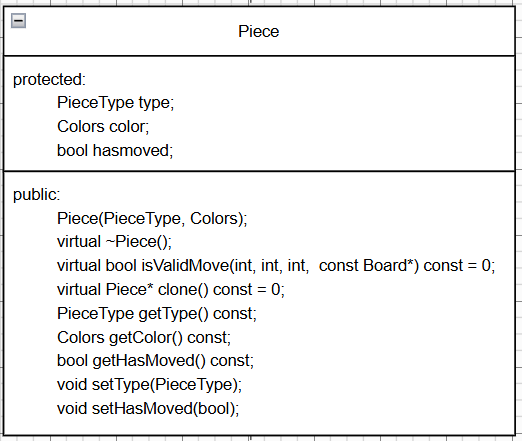 Piece
protected:
PieceType type;
Colors color;
bool hasmoved;
public:
Piece(PieceType, Colors);
virtual ~Piece();
virtual bool isValidMove(int, int, int,  const Board*) const = 0;
virtual Piece* clone() const = 0;
PieceType getType() const;
Colors getColor() const;
bool getHasMoved() const;
void setType(PieceType);
void setHasMoved(bool);